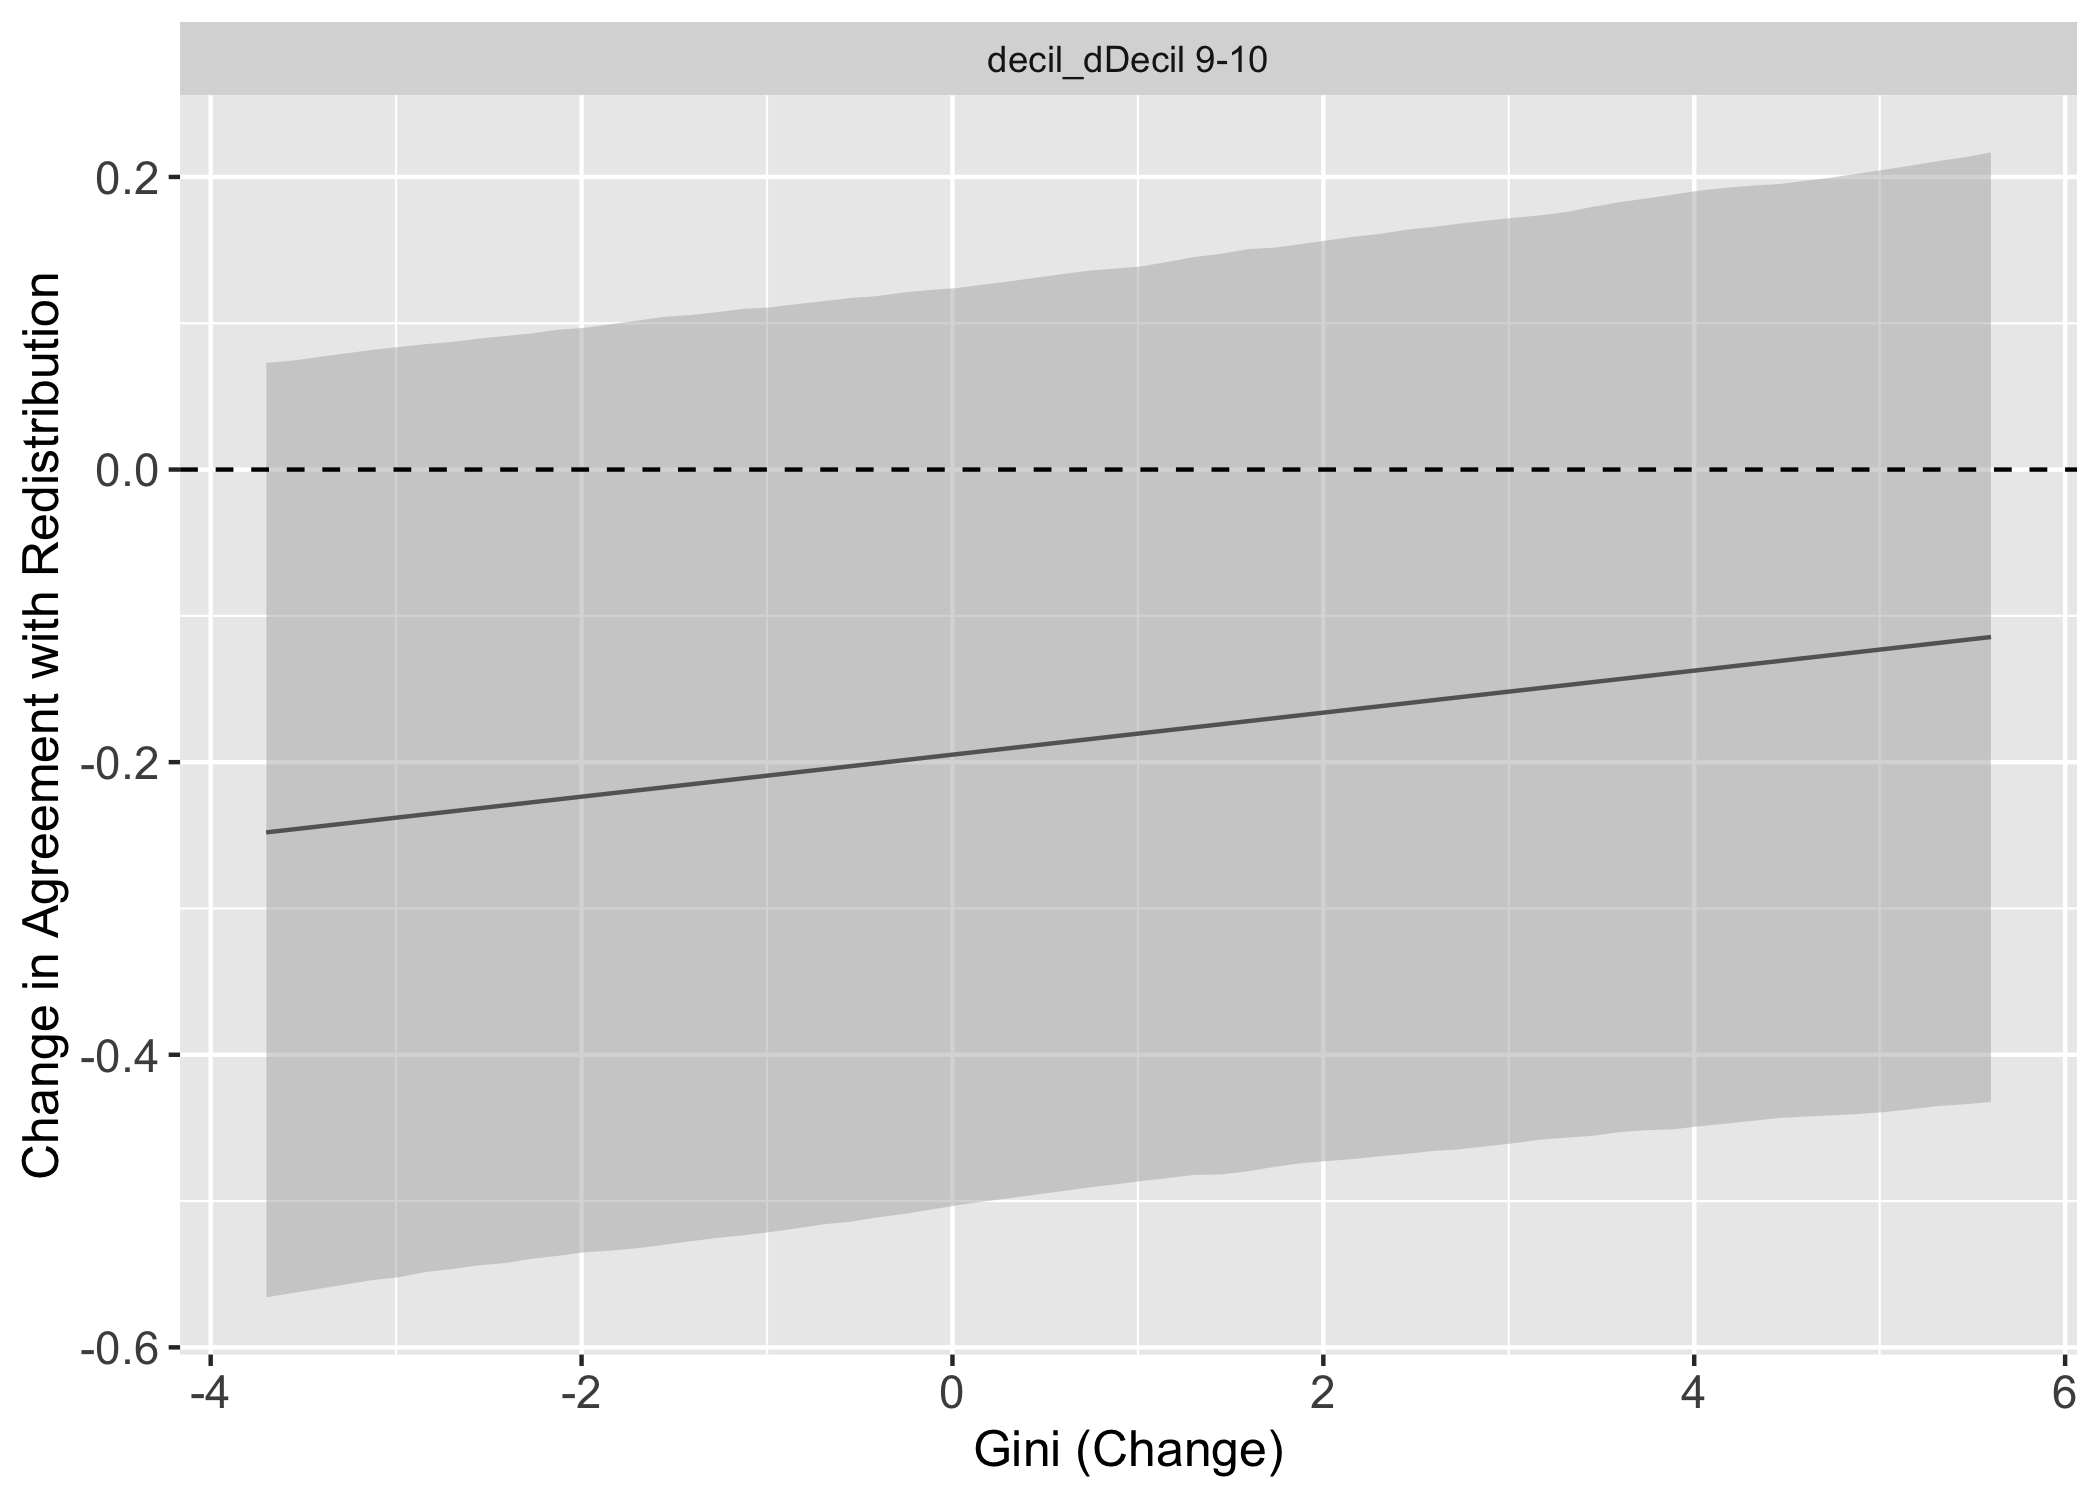 decil_dDecil 9-10
Change in Agreement with Redistribution
0.2
0.0
-0.2
-0.4
-0.6
-4 -2 0 2 4 6
Gini (Change)